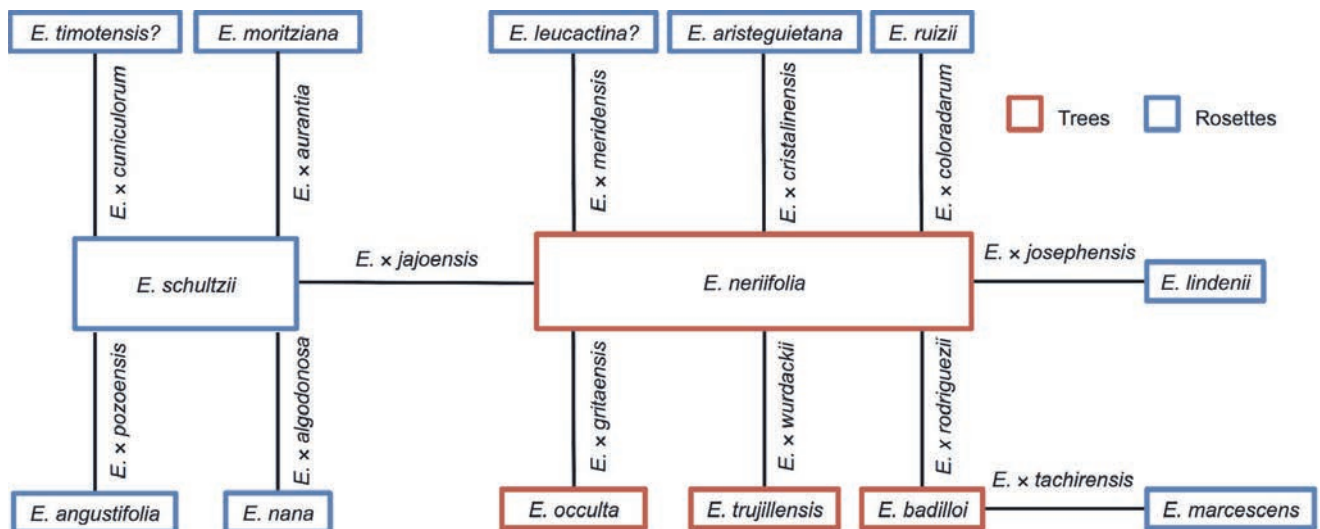 E. timotensis?
E. moritziana
E. leucactina?
E. aristeguietana
E. ruizii
Trees
Rosettes
E. × cuniculorum
E. × aurantia
E. × meridensis
E. × cristalinensis
E. × coloradarum
E. schultzii
E. × jajoensis
E. neriifolia
E. × josephensis
E. lindenii
E. × pozoensis
E. × algodonosa
E. × gritaensis
E. × wurdackii
E. x rodriguezii
E. angustifolia
E. nana
E. occulta
E. trujillensis
E. badilloi
E. × tachirensis
E. marcescens